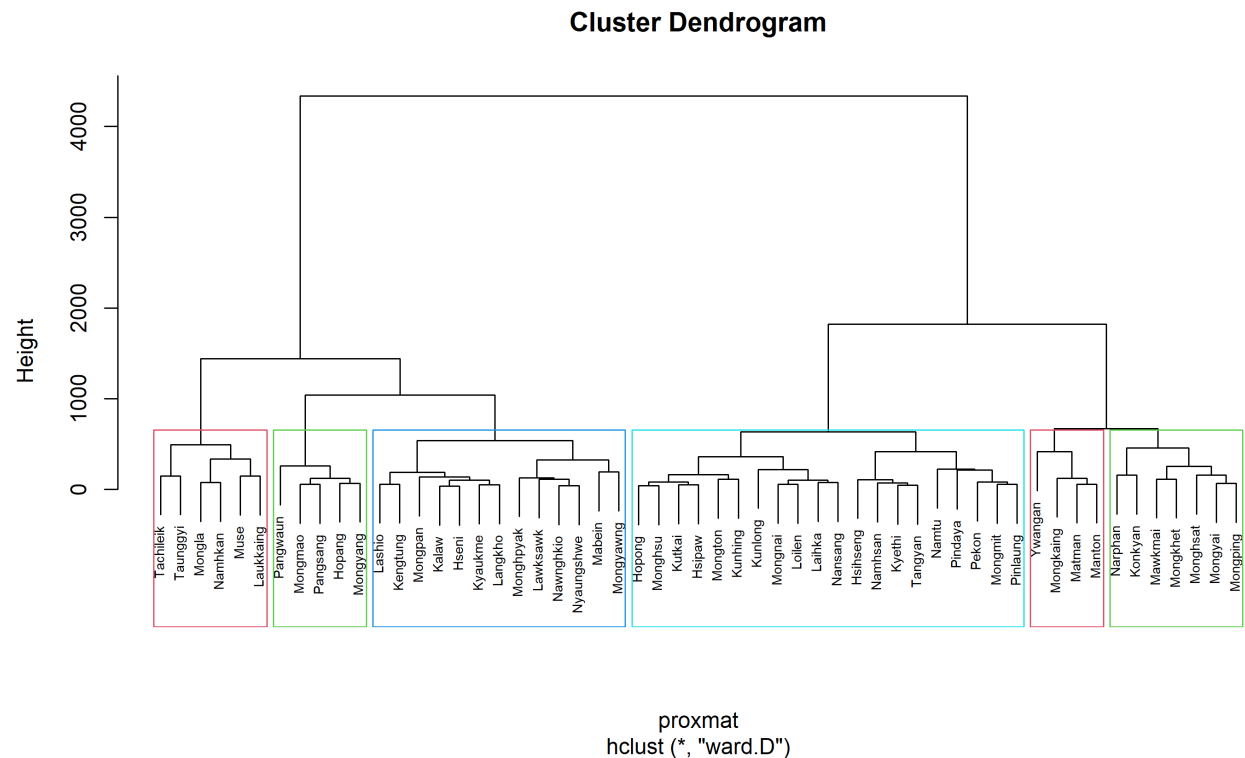 Cluster Dendrogram
Height
0
1000
2000
3000
4000
Tachileik
Taunggyi
Mongla
Namhkan
Muse
Laukkaing
Pangwaun
Mongmao
Pangsang
Hopang
Mongyang
Lashio
Kengtung
Mongpan
Kalaw
Hseni
Kyaukme
Langkho
Monghpyak
Lawksawk
Nawnghkio
Nyaungshwe
Mabein
Mongyawng
Hopong
Monghsu
Kutkai
Hsipaw
Mongton
Kunhing
Kunlong
Mongnai
Loilen
Laihka
Nansang
Hsihseng
Namhsan
Kyethi
Tangyan
Namtu
Pindaya
Pekon
Mongmit
Pinlaung
Ywangan
Mongkaing
Matman
Manton
Narphan
Konkyan
Mawkmai
Mongkhet
Monghsat
Mongyai
Mongping
proxmat
hclust (*, "ward.D")